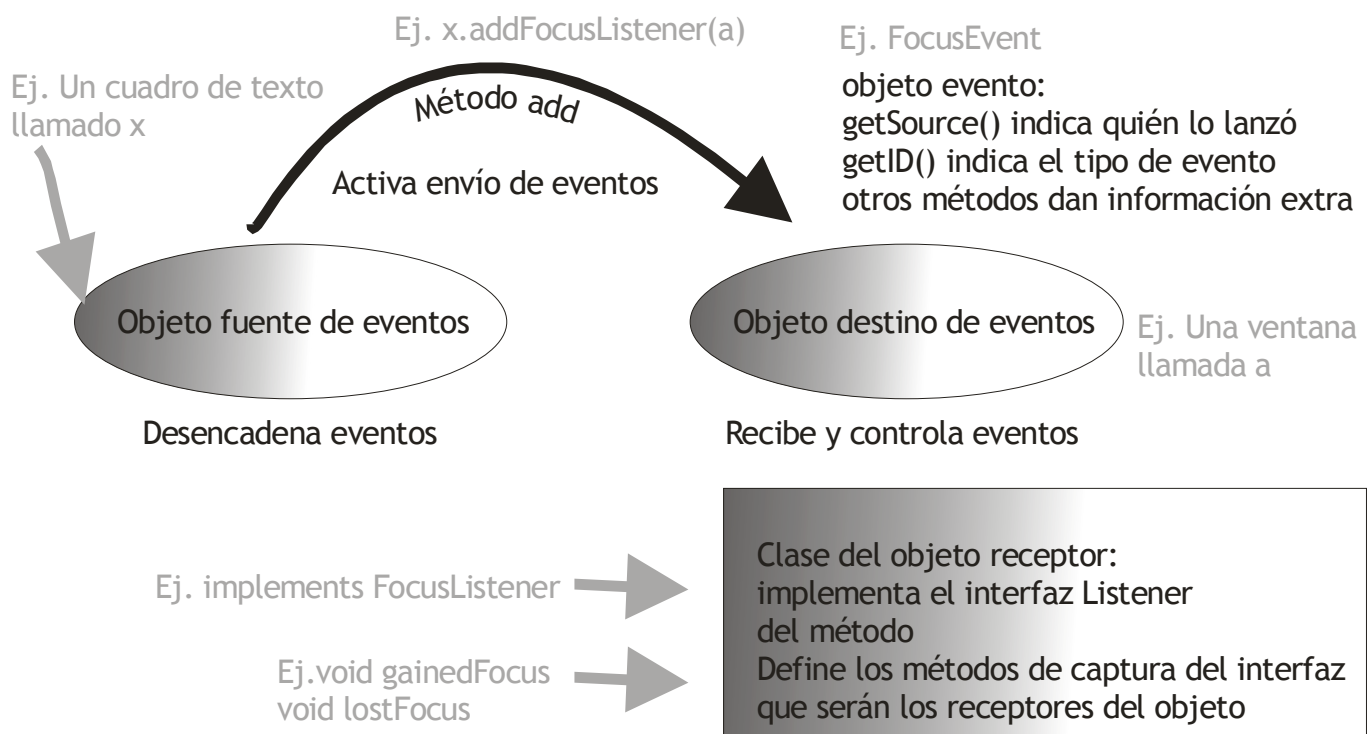 Ej. x.addFocusListener(a)
Ej. FocusEvent
Ej. Un cuadro de texto
llamado x
Método add
Activa envío de eventos
objeto evento:
getSource() indica quién lo lanzó
getID() indica el tipo de evento
otros métodos dan información extra
Objeto fuente de eventos
Objeto destino de eventos
Ej. Una ventana
llamada a
Desencadena eventos
Recibe y controla eventos
Ej. implements FocusListener
Ej.void gainedFocus
void lostFocus
Clase del objeto receptor:
implementa el interfaz Listener
del método
Define los métodos de captura del interfaz
que serán los receptores del objeto